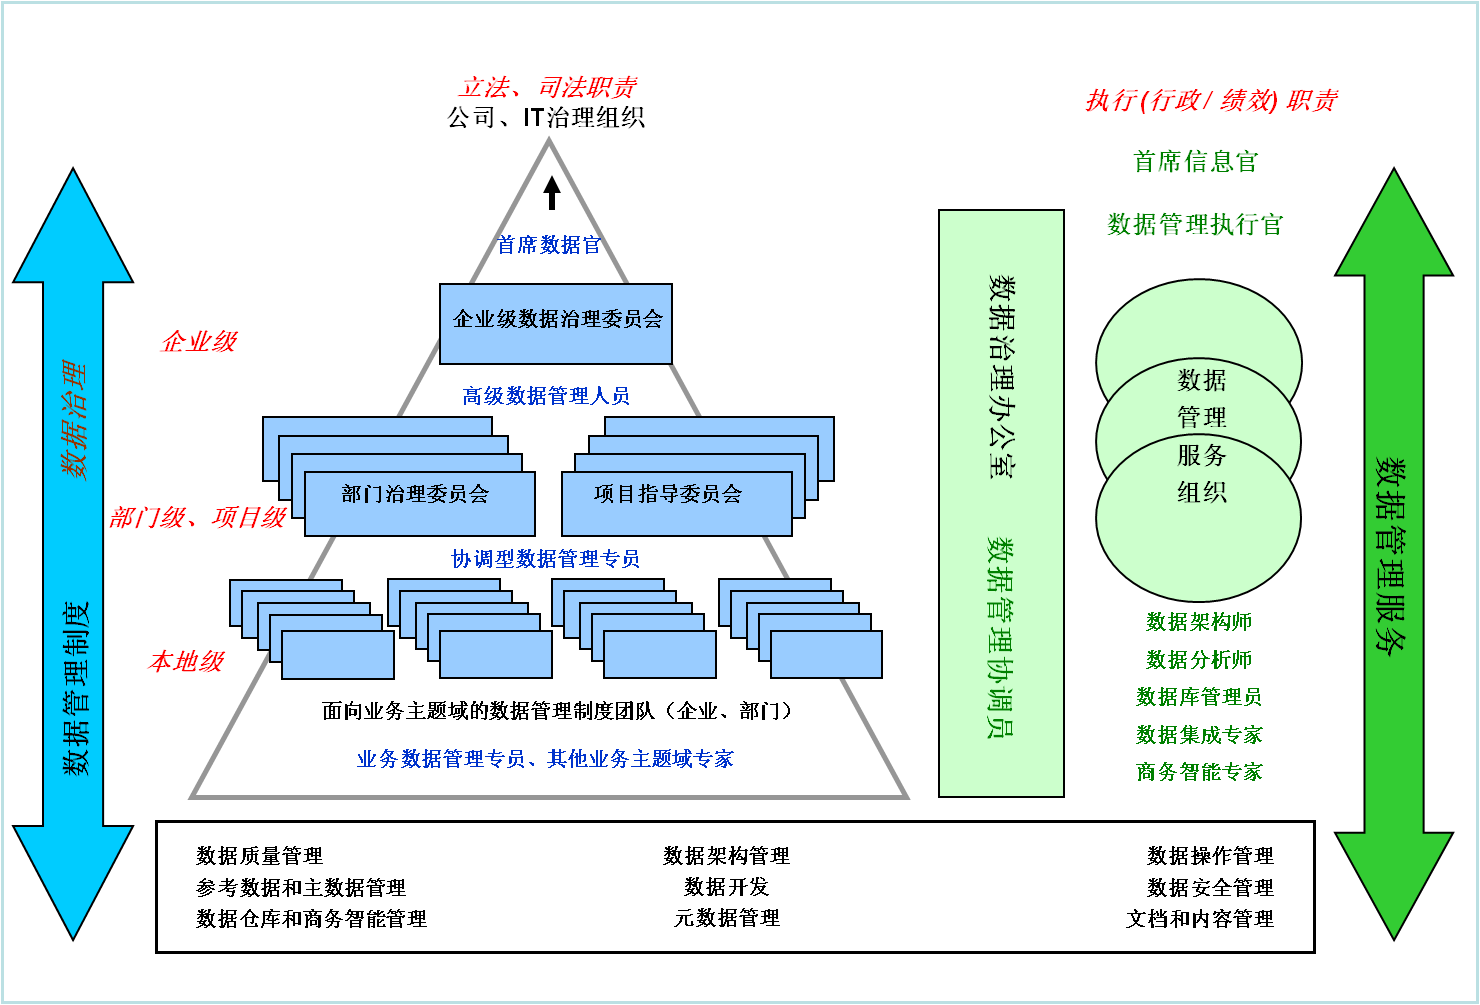 立法、司法职责
公司、IT治理组织
执行(行政/ 绩效) 职责
首席信息官
数据管理执行官
首席数据官
企业级数据治理委员会
企业级
高级数据管理人员
部门治理委员会
项目指导委员会
部门级、项目级
协调型数据管理专员
本地级
面向业务主题域的数据管理制度团队（企业、部门）
业务数据管理专员、其他业务主题域专家
数据治理
数据管理制度
数据治理办公室
数据管理协调员
数据
管理
服务
组织
数据架构师
数据分析师
数据库管理员
数据集成专家
商务智能专家
数据管理服务
数据质量管理
参考数据和主数据管理
数据仓库和商务智能管理
数据架构管理
数据开发
元数据管理
数据操作管理
数据安全管理
文档和内容管理